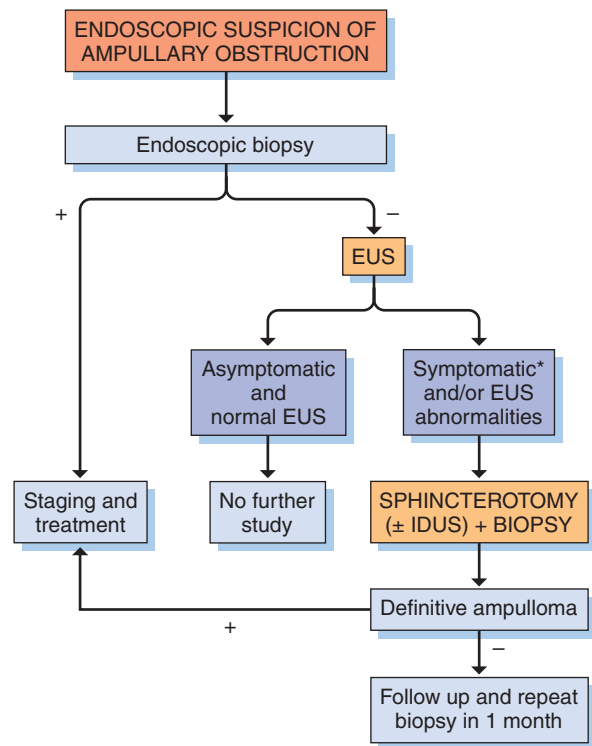 ENDOSCOPIC SUSPICION OF
AMPULLARY OBSTRUCTION
Endoscopic biopsy
+
–
EUS
Asymptomatic
and
normal EUS
Symptomatic*
and/or EUS
abnormalities
Staging and
treatment
No further
study
SPHINCTEROTOMY
(± IDUS) + BIOPSY
Definitive ampulloma
+
–
Follow up and repeat
biopsy in 1 month